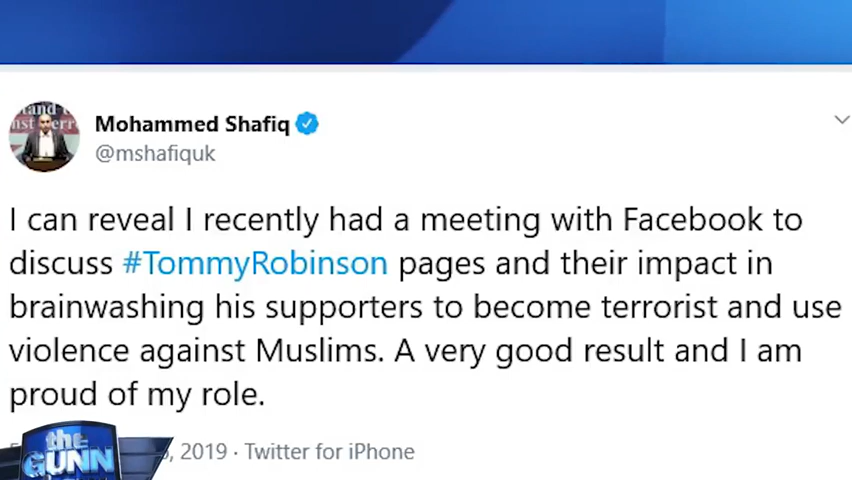 Mohammed Shafiq
@mshafiquk
I can reveal I recently had a meeting with Facebook to
discuss #TommyRobinson pages and their impact in
brainwashing his supporters to become terrorist and use
violence against Muslims. A very good result and I am
proud of my role.
, 2019 · Twitter for iPhone
the
GUNN